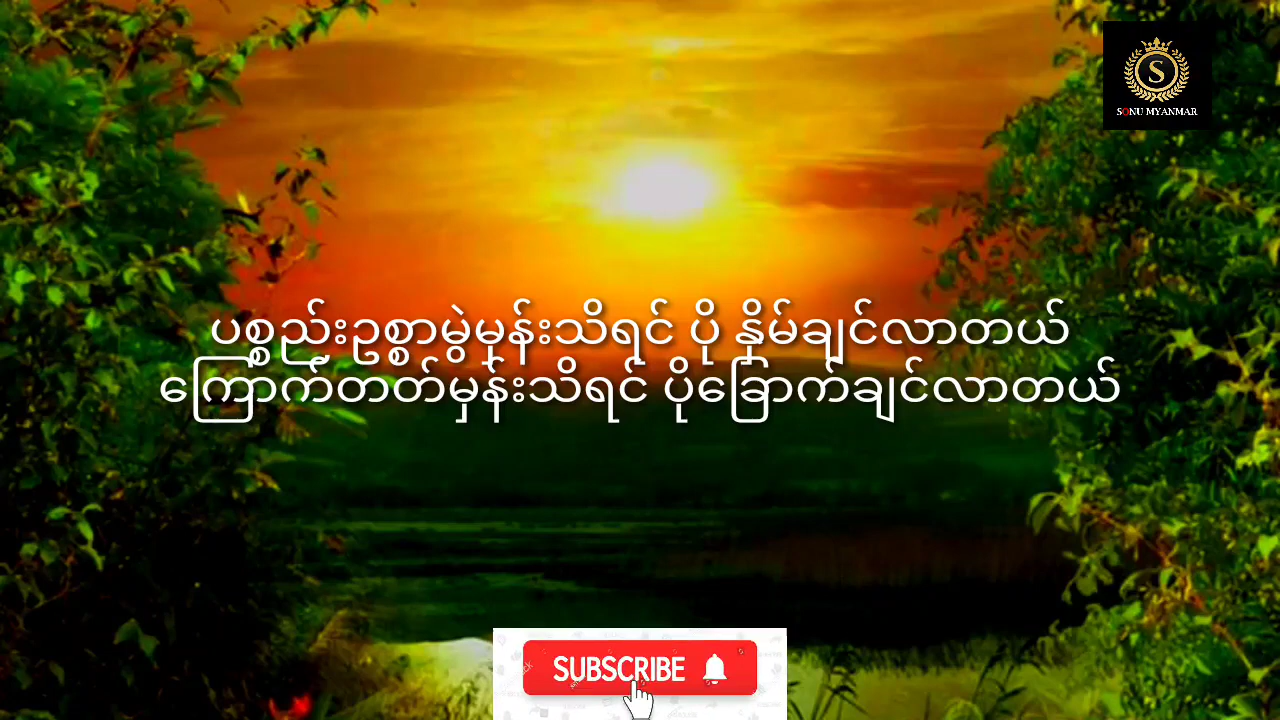 S
SONU MYANMAR
ပစ္စည်းဥစ္စာမွဲမှန်းသိရင် ပို နှိမ်ချင်လာတယ်
ကြောက်တတ်မှန်းသိရင် ပိုခြောက်ချင်လာတယ်
SUBSCRIBE